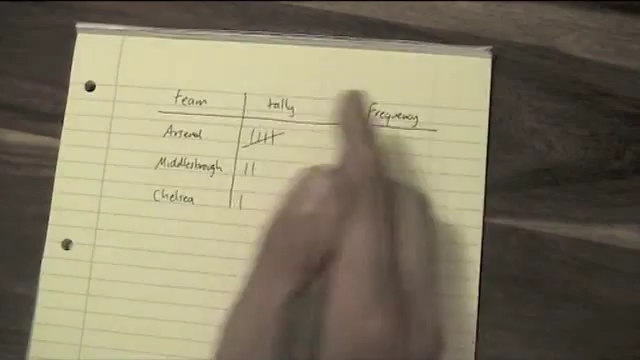 team tally Frequency
Arsenal
Middlesbrough ||
Chelsea |